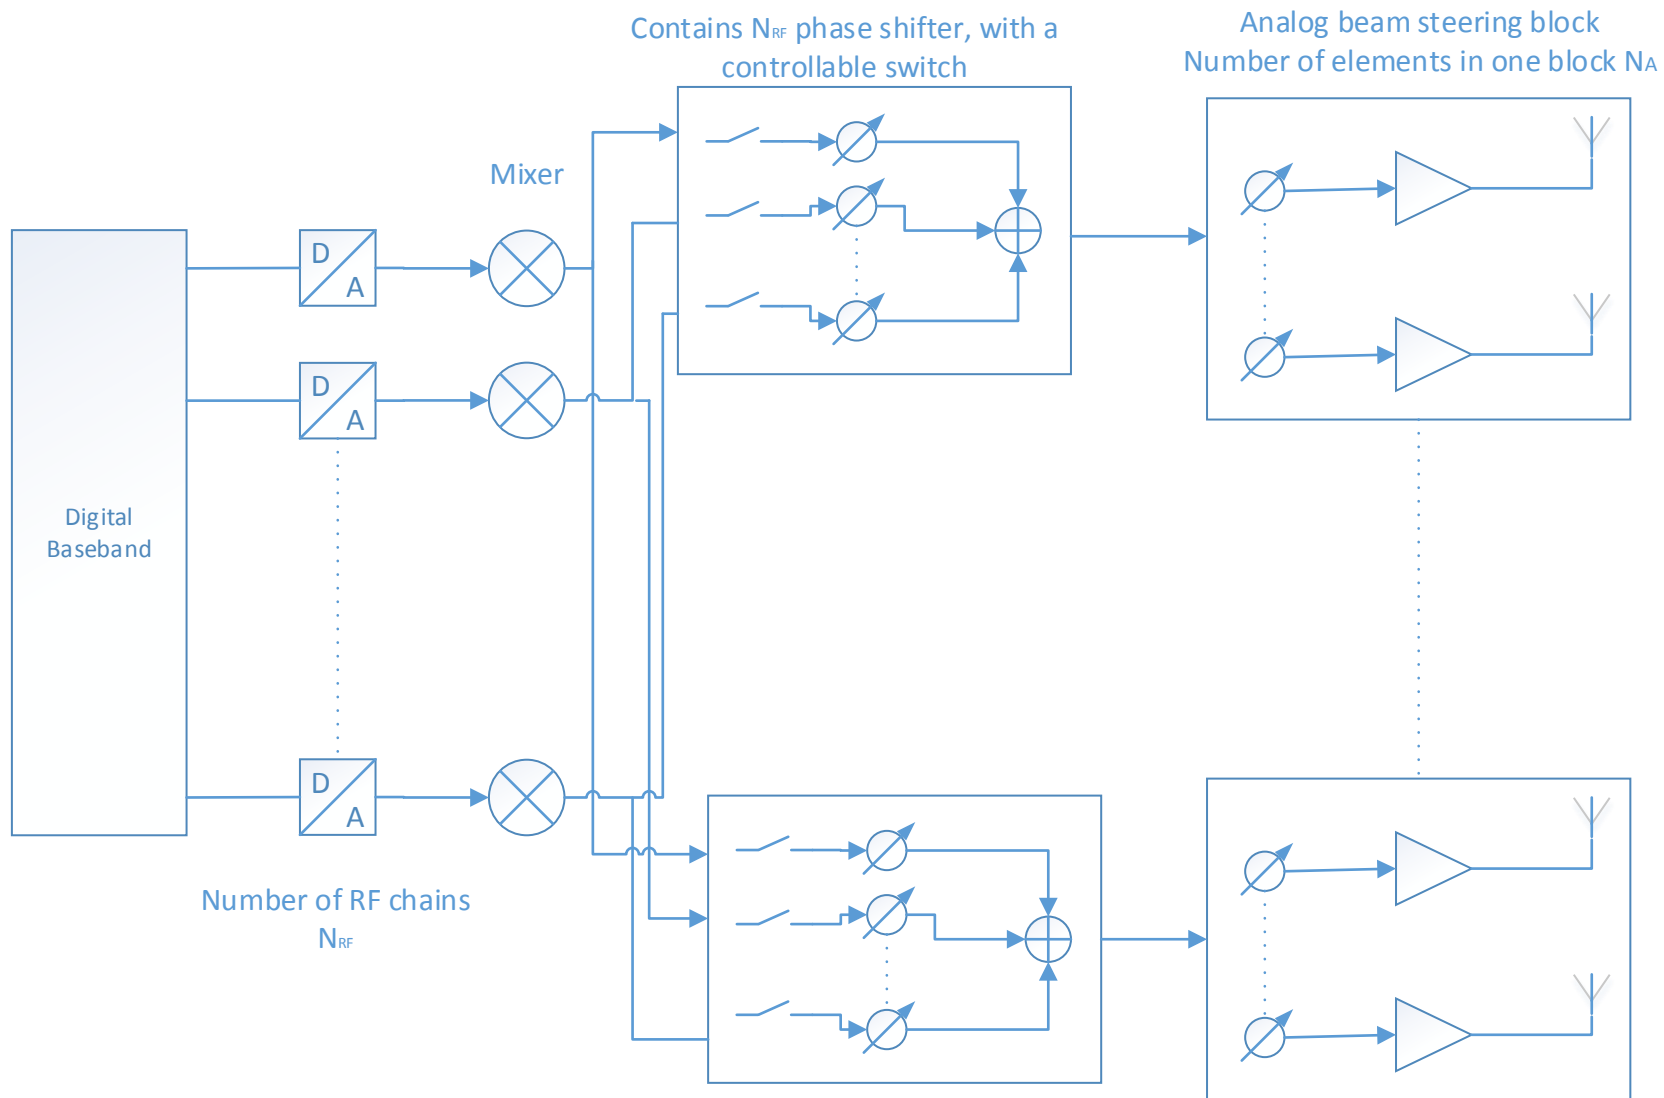 Contains NRF phase shifter, with a
controllable switch
Analog beam steering block
Number of elements in one block NA
Mixer
D
A
D
A
Digital
Baseband
D
A
Number of RF chains
NRF